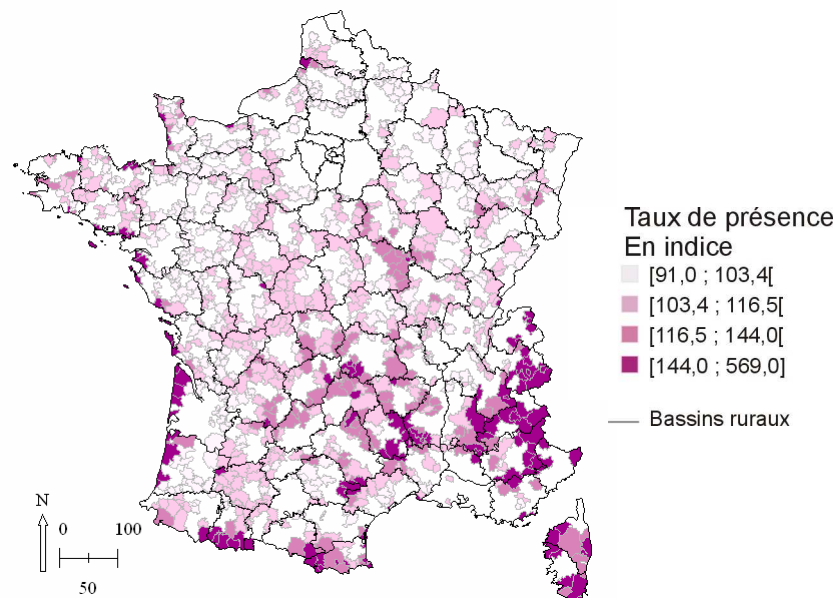 Taux de présence
En indice
[91,0 ; 103,4[
[103,4 ; 116,5[
[116,5 ; 144,0[
[144,0 ; 569,0]
Bassins ruraux
N
0 100
50